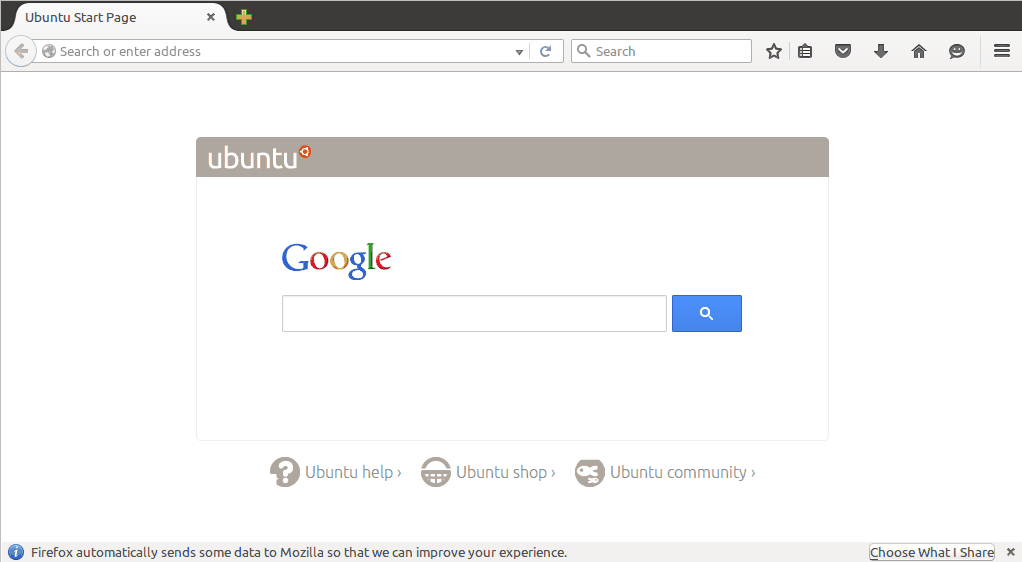 Ubuntu Start Page
Search or enter address
Search
ubuntu
Google
Ubuntu help ›
Ubuntu shop ›
Ubuntu community ›
Firefox automatically sends some data to Mozilla so that we can improve your experience.
Choose What I Share